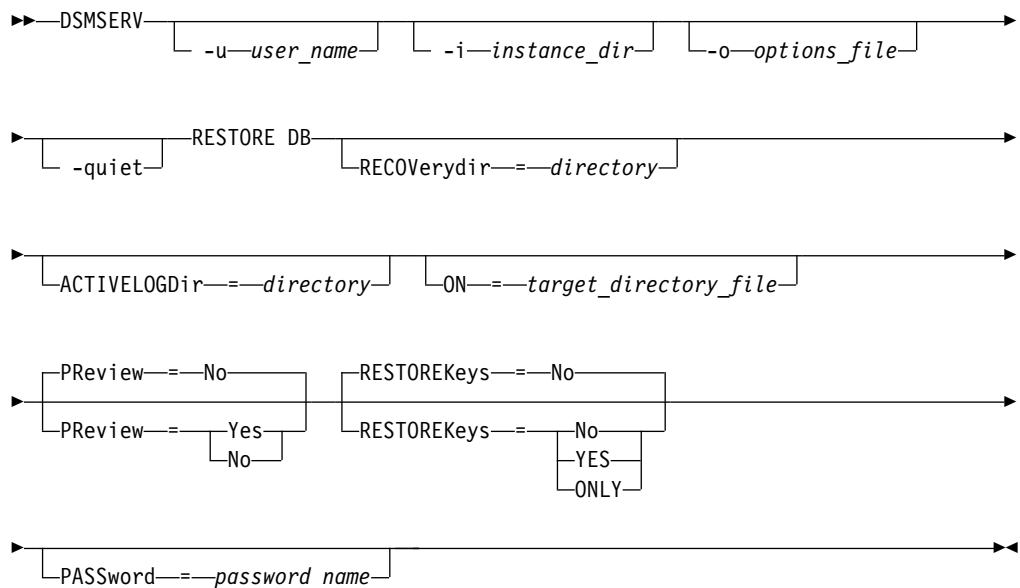 DSMSERV
-u user_name -i instance_dir -o options_file
-quiet RESTORE DB
RECOVerydir = directory
ACTIVELOGDir = directory ON = target_directory_file
PReview = No RESTOREKeys = No
PReview = Yes RESTOREKeys = No
No YES
ONLY
PASSword = password name